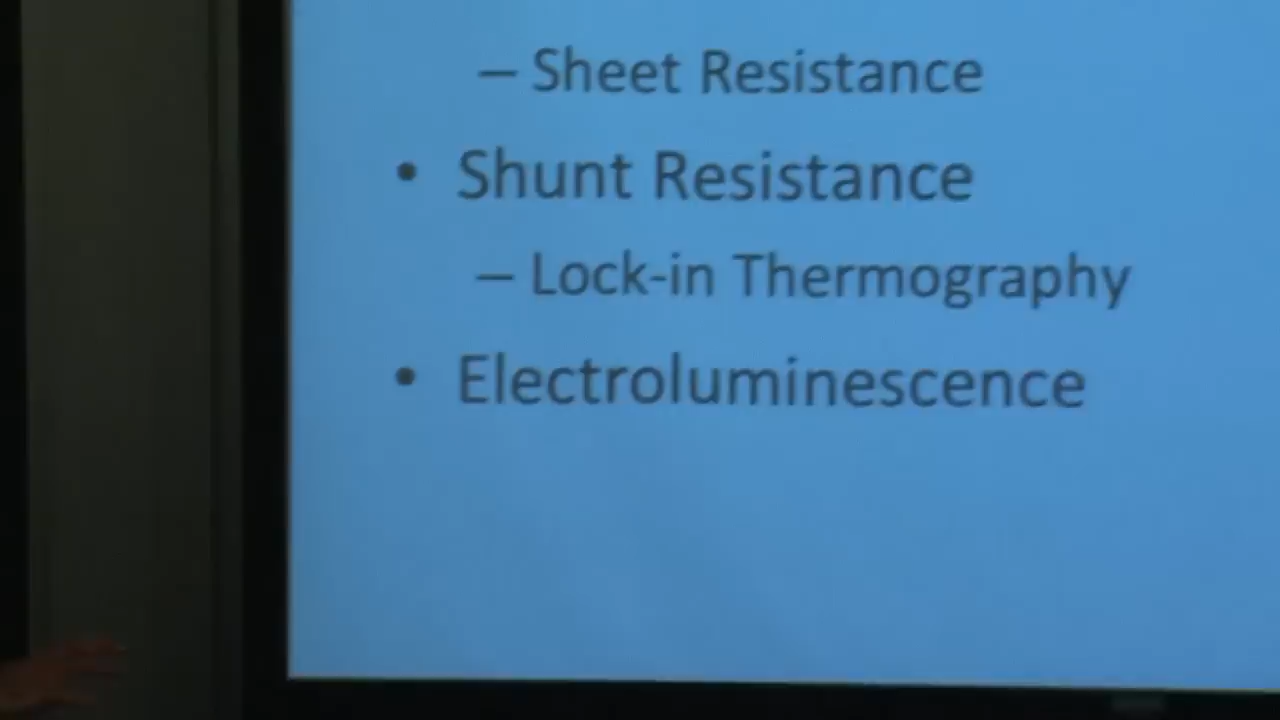 – Sheet Resistance
• Shunt Resistance
– Lock-in Thermography
• Electroluminescence